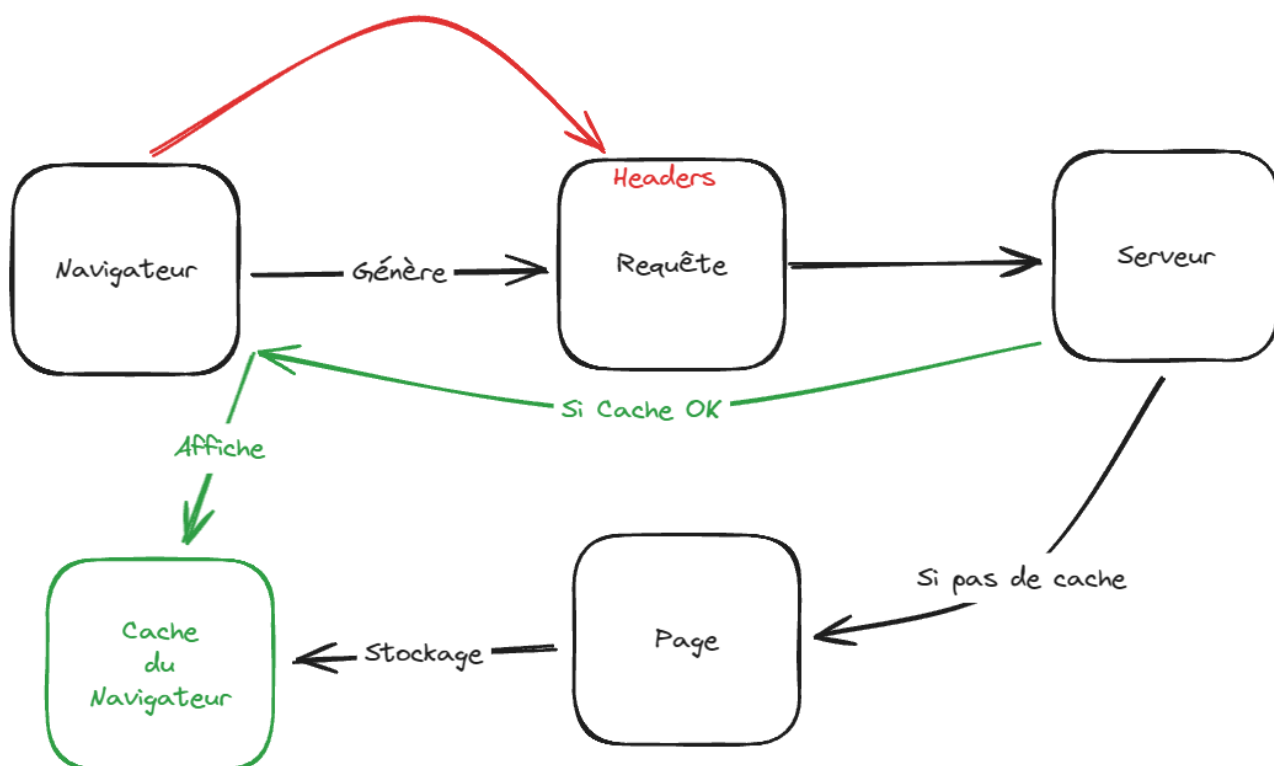 Headers
Navigateur
Génère
Requête
Serveur
Si Cache OK
Affiche
Si pas de cache
Cache
du
Navigateur
Stockage
Page